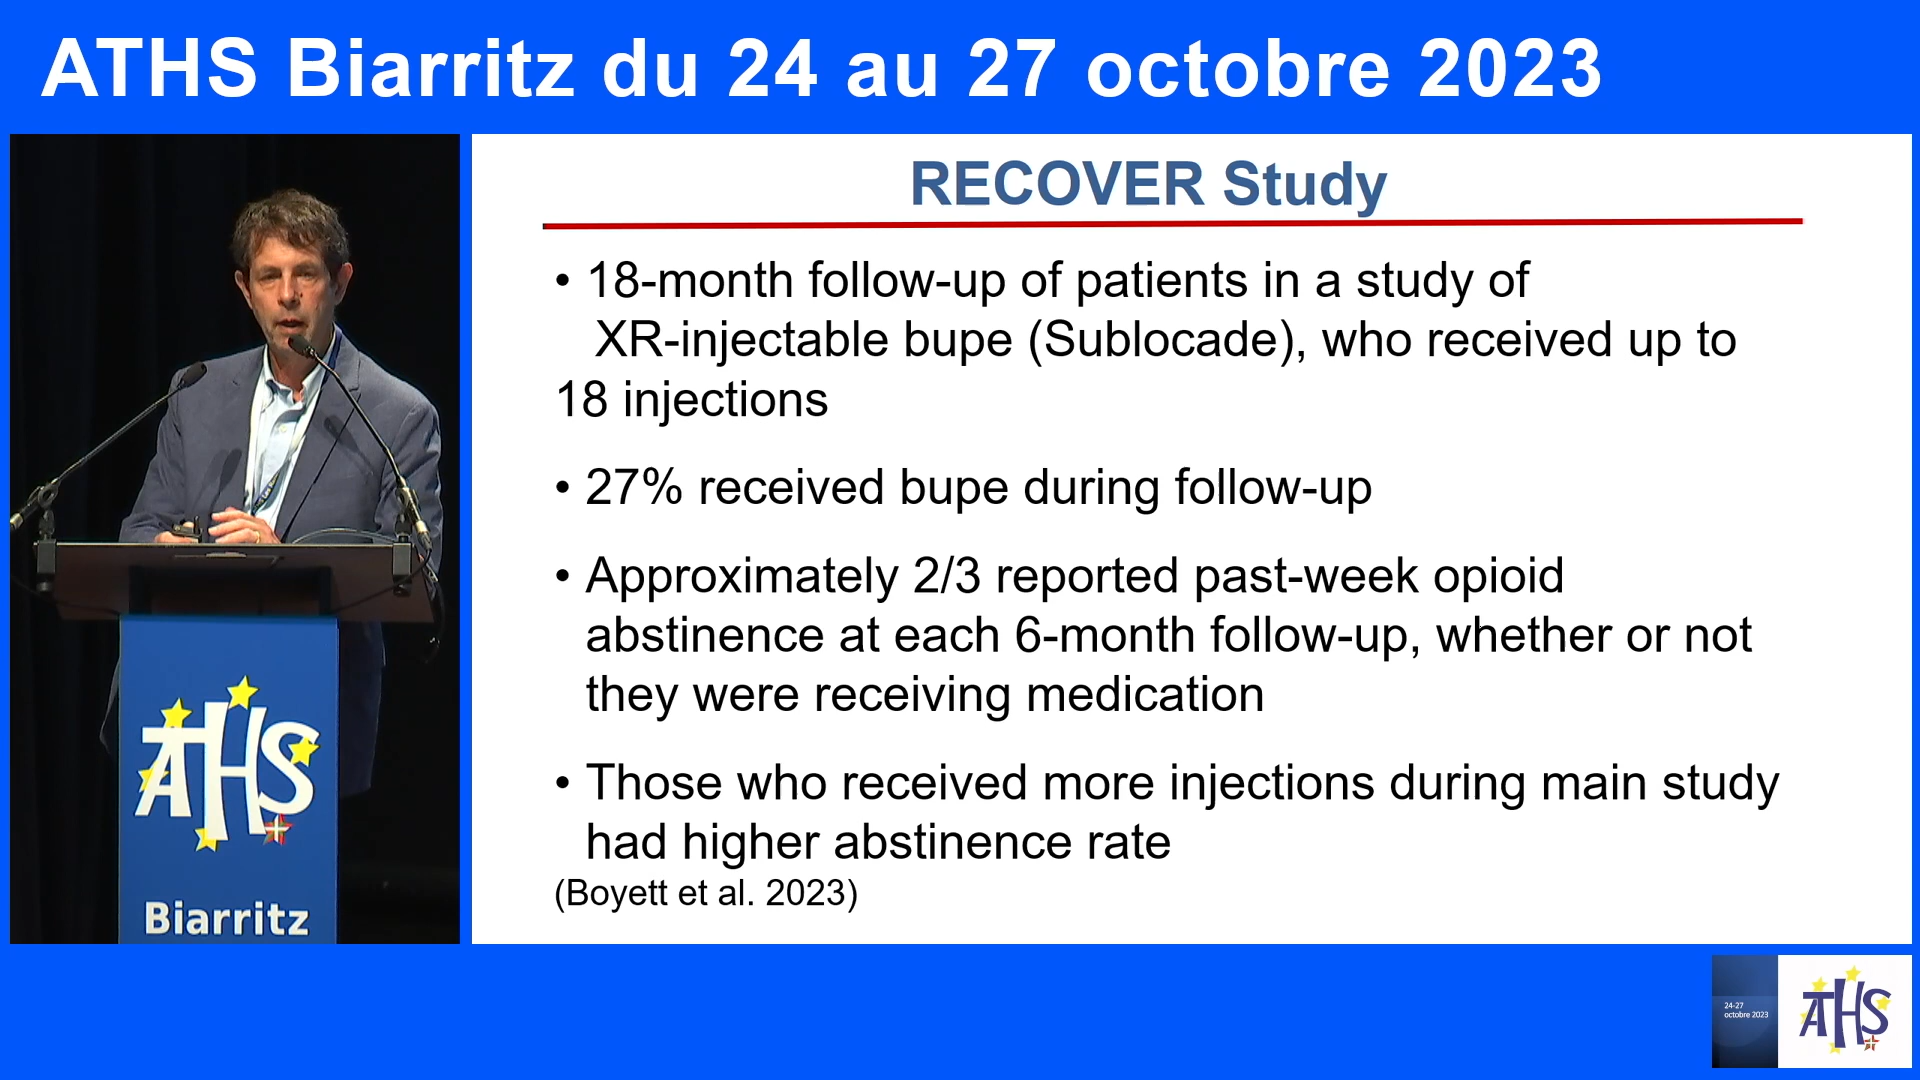 ATHS Biarritz du 24 au 27 octobre 2023
RECOVER Study
• 18-month follow-up of patients in a study of
XR-injectable bupe (Sublocade), who received up to
18 injections
• 27% received bupe during follow-up
• Approximately 2/3 reported past-week opioid
abstinence at each 6-month follow-up, whether or not
they were receiving medication
• Those who received more injections during main study
had higher abstinence rate
(Boyett et al. 2023)
ATHS
Biarritz
24-27
octobre 2023
ATHS